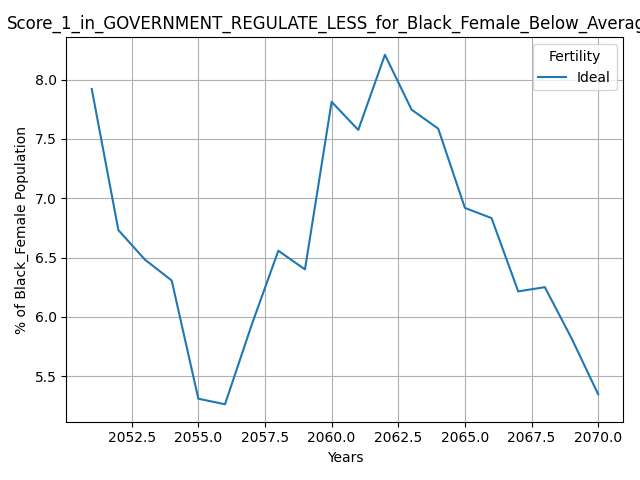 Score_1_in_GOVERNMENT_REGULATE_LESS_for_Black_Female_Below_Averag
Fertility
Ideal
8.0
7.5
7.0
6.5
6.0
5.5
% of Black_Female Population
2052.5 2055.0 2057.5 2060.0 2062.5 2065.0 2067.5 2070.0
Years